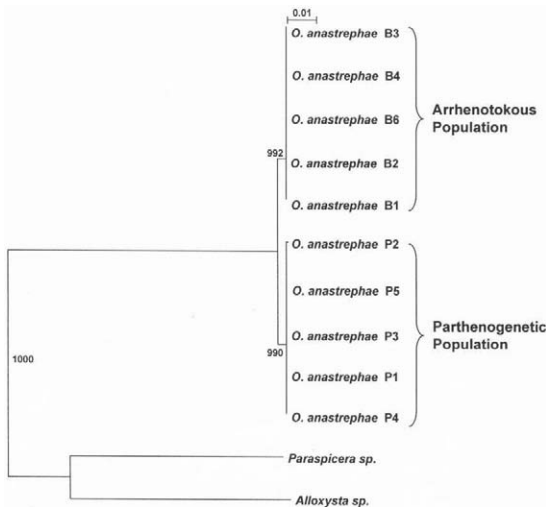 0.01
O. anastrephae B3
O. anastrephae B4
O. anastrephae B6
O. anastrephae B2
O. anastrephae B1
992
Arrhenotokous
Population
O. anastrephae P2
O. anastrephae P5
O. anastrephae P3
O. anastrephae P1
O. anastrephae P4
990
Parthenogenetic
Population
1000
Paraspicera sp.
Alloxysta sp.